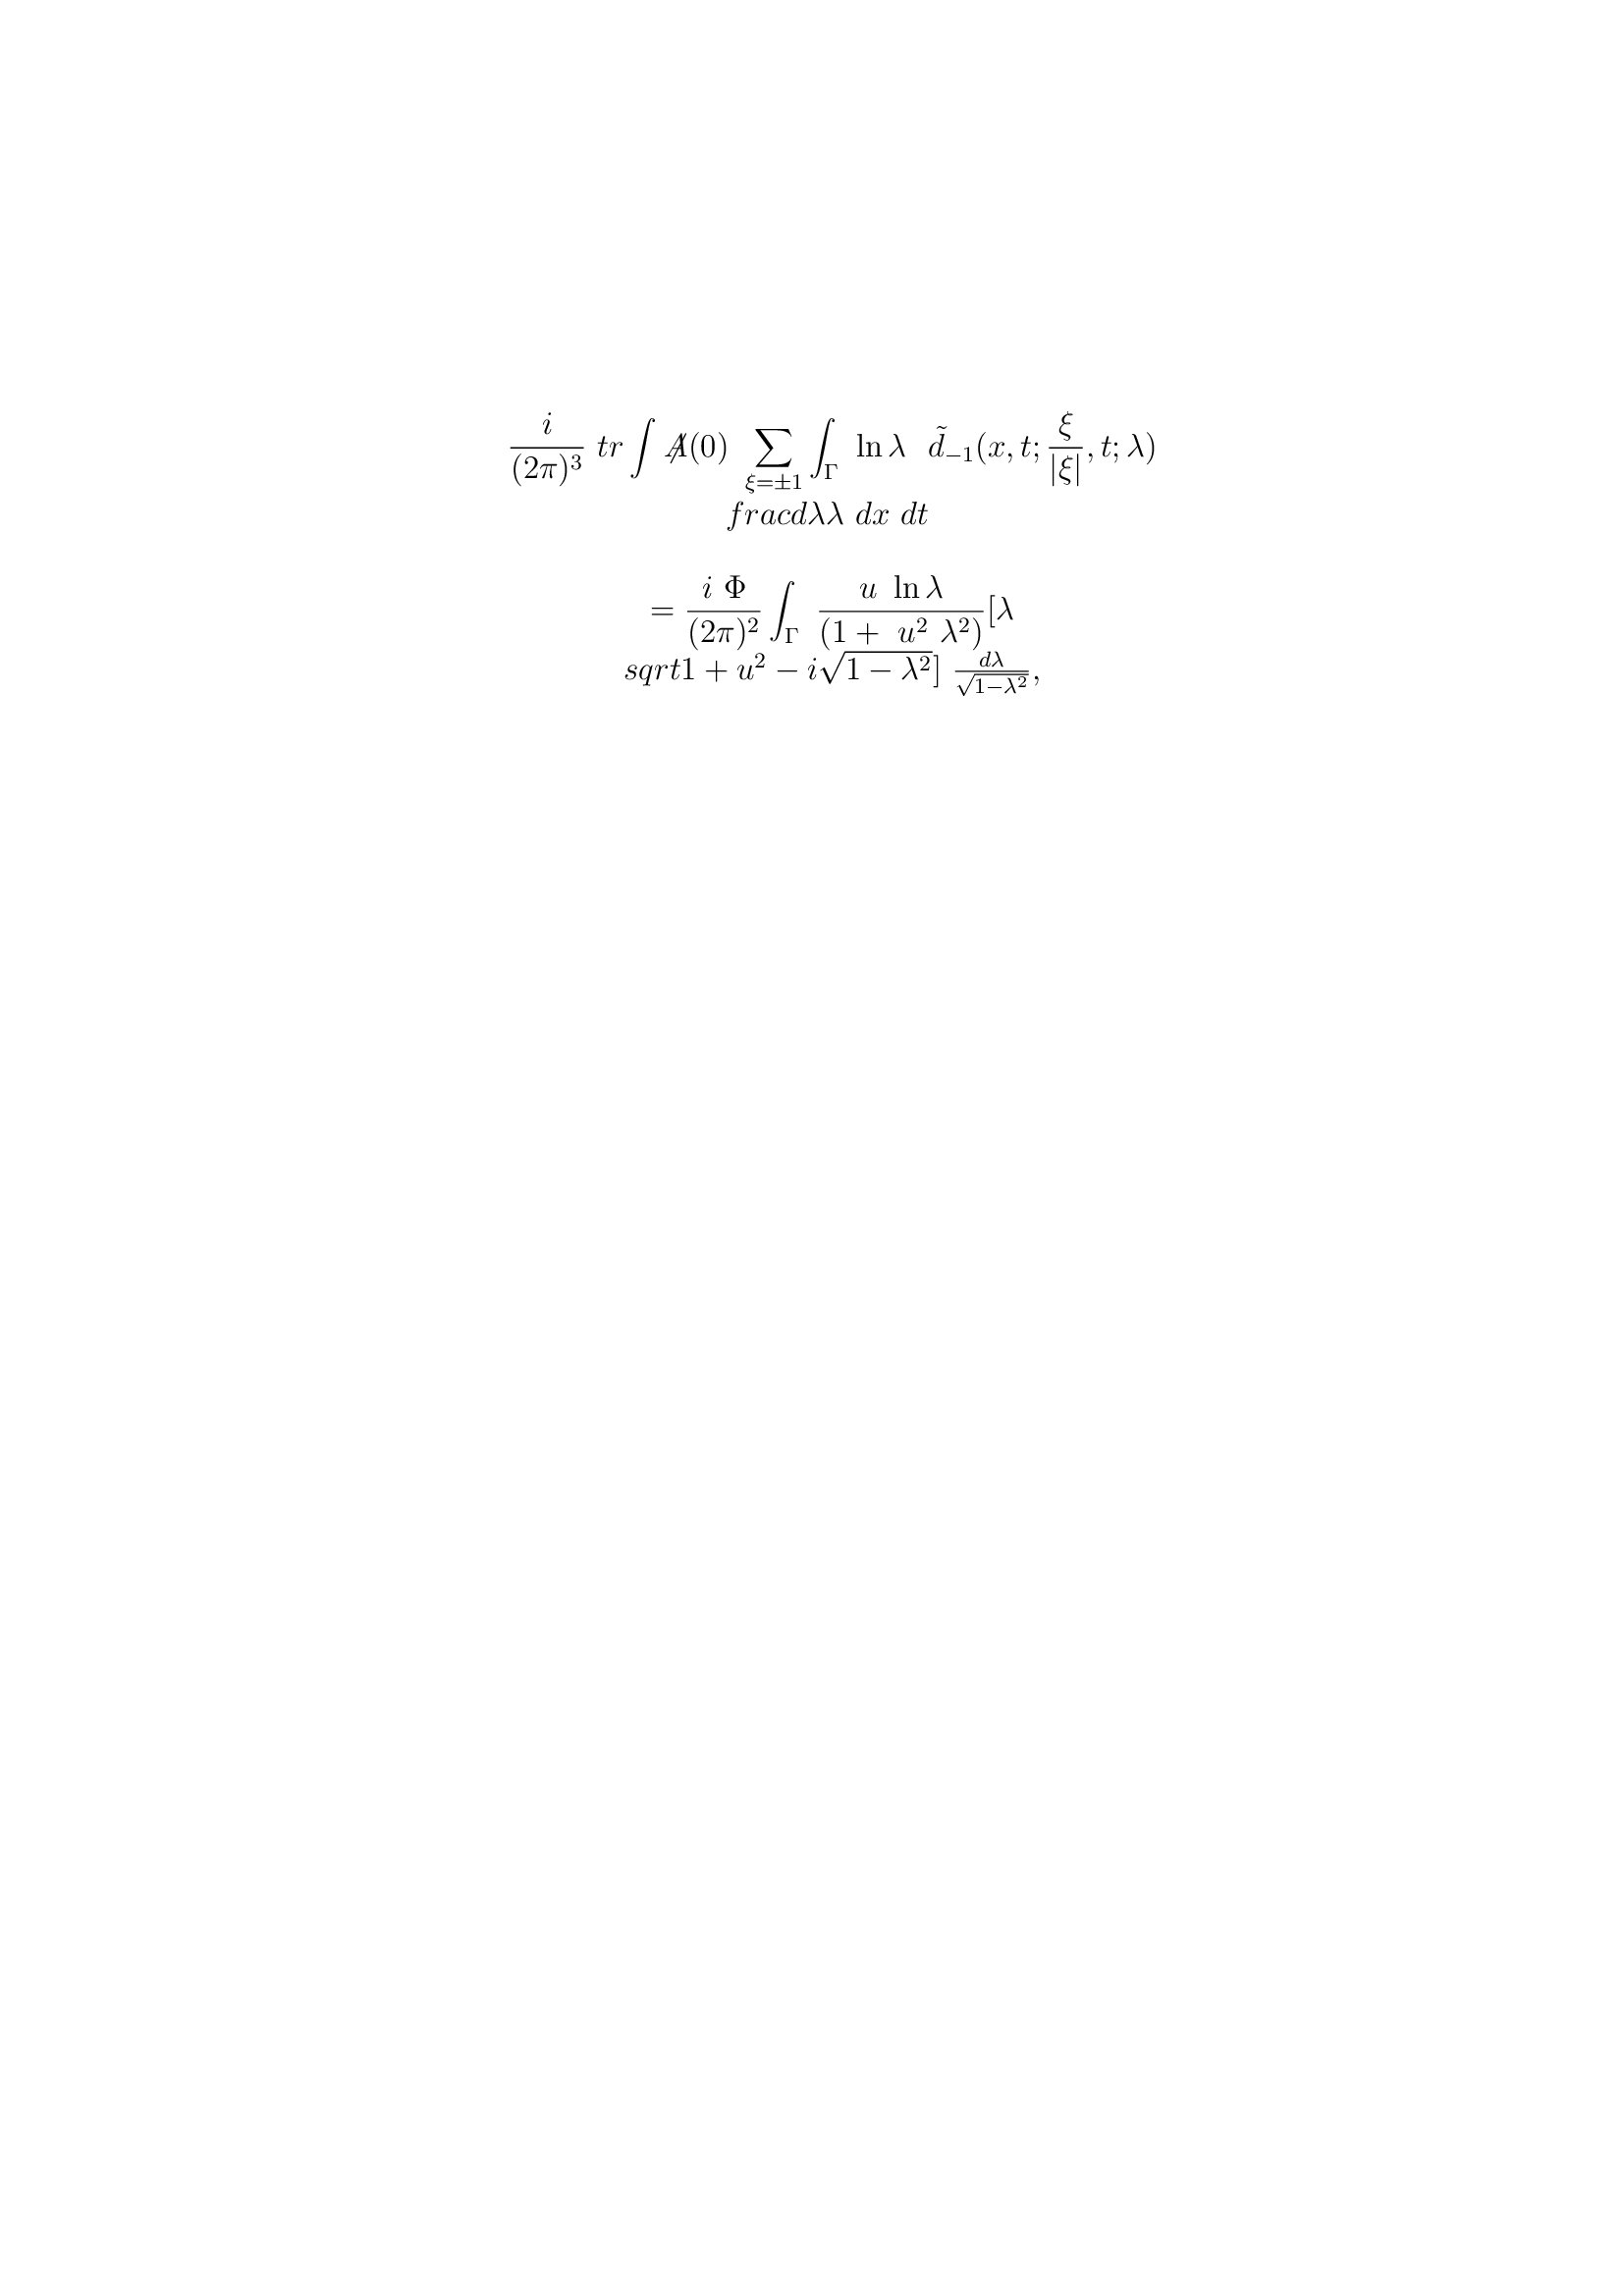 $\frac{i}{(2\pi)^3}\ tr \int \not{A}(0)\ \sum_{\xi=\pm 1} \int_\Gamma\ \ln\lambda\ \ \tilde{d}_{-1}(x,t;\frac{\xi}{|\xi|},t;\lambda)$
$fracd\lambda\lambda\ dx\ dt$
$= \frac{i\ \Phi}{(2\pi)^2} \int_\Gamma\ \frac{u\ \ln\lambda}{(1+\ u^2\ \lambda^2)}[\lambda$
$sqrt1+u^2 - i\sqrt{1-\lambda^2}]\ \frac{d\lambda}{\sqrt{1-\lambda^2}},$